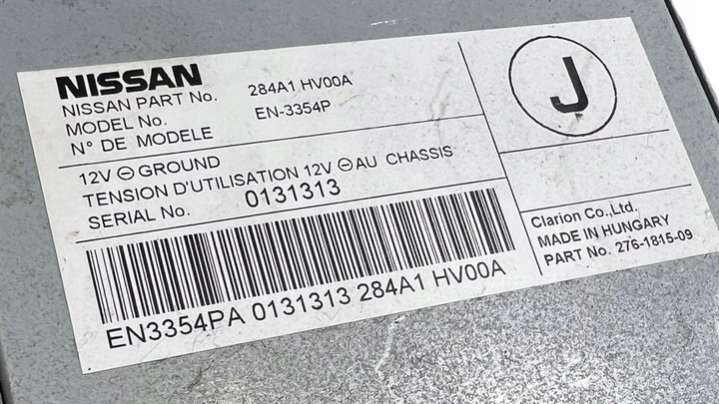 NISSAN
NISSAN PART No. 284A1 HV00A
MODEL No. EN-3354P
N° DE MODELE
12V ⊖ GROUND
TENSION D'UTILISATION 12V ⊖ AU CHASSIS
SERIAL No. 0131313
EN3354PA 0131313 284A1 HV00A
J
Clarion Co.,Ltd.
MADE IN HUNGARY
PART No. 276-1815-09